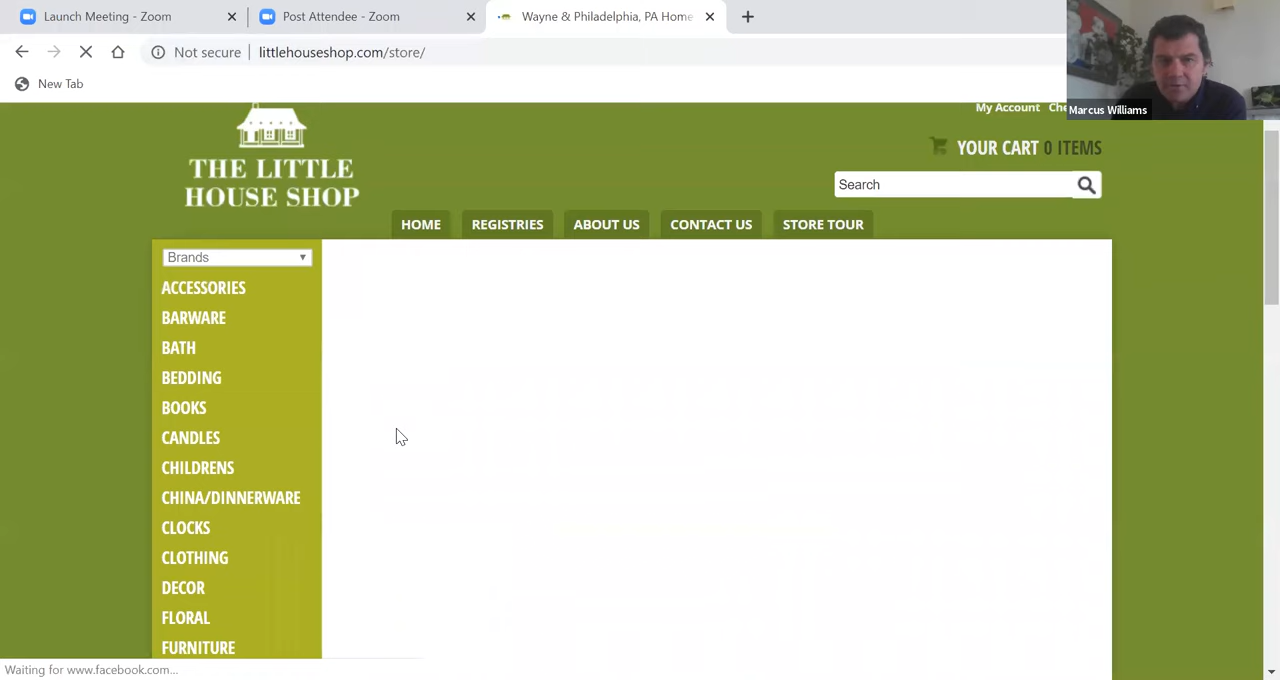 Launch Meeting - Zoom
Post Attendee - Zoom
Wayne & Philadelphia, PA Home
Not secure
littlehouseshop.com/store/
New Tab
Marcus Williams
My Account
THE LITTLE
HOUSE SHOP
YOUR CART 0 ITEMS
Search
HOME
REGISTRIES
ABOUT US
CONTACT US
STORE TOUR
Brands
ACCESSORIES
BARWARE
BATH
BEDDING
BOOKS
CANDLES
CHILDRENS
CHINA/DINNERWARE
CLOCKS
CLOTHING
DECOR
FLORAL
FURNITURE
Waiting for www.facebook.com...